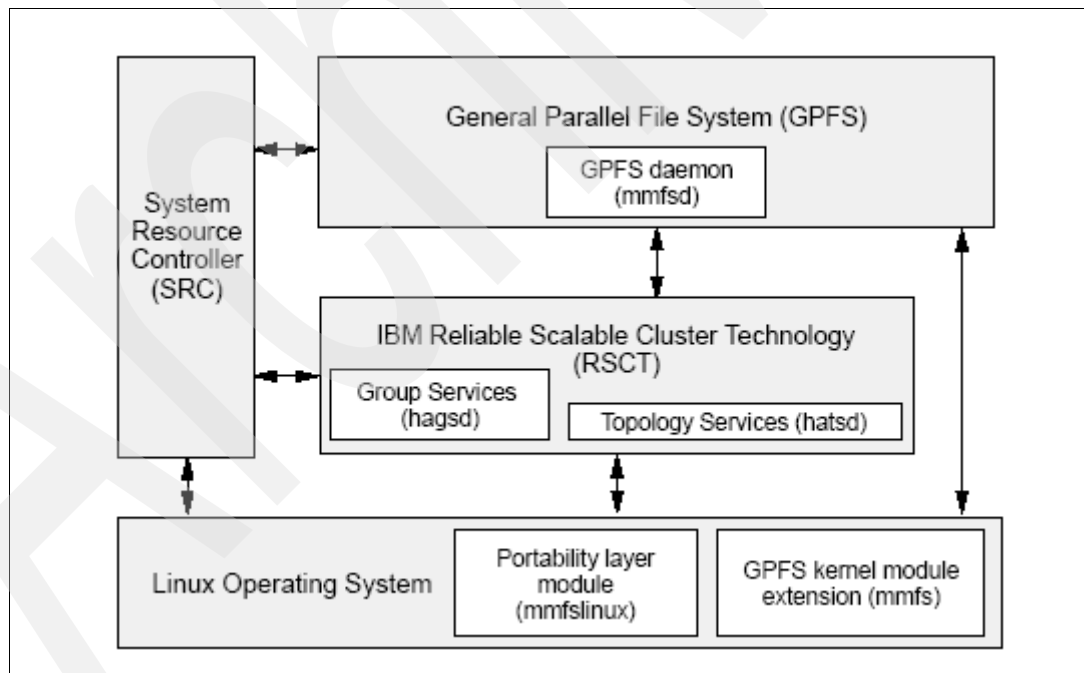 General Parallel File System (GPFS)
GPFS daemon
(mmfsd)
System
Resource
Controller
(SRC)
IBM Reliable Scalable Cluster Technology
(RSCT)
Group Services
(hagsd)
Topology Services (hatsd)
Linux Operating System
Portability layer
module
(mmfslinux)
GPFS kernel module
extension (mmfs)